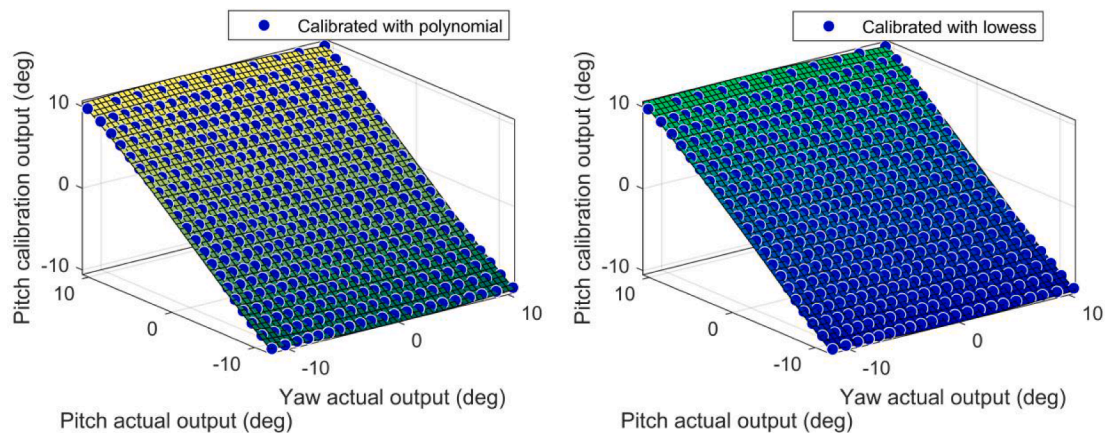 Calibrated with polynomial
Pitch calibration output (deg)
10
0
-10
10
0
-10
-10
0
10
Yaw actual output (deg)
Pitch actual output (deg)
Calibrated with lowess
Pitch calibration output (deg)
10
0
-10
10
0
-10
-10
0
10
Yaw actual output (deg)
Pitch actual output (deg)